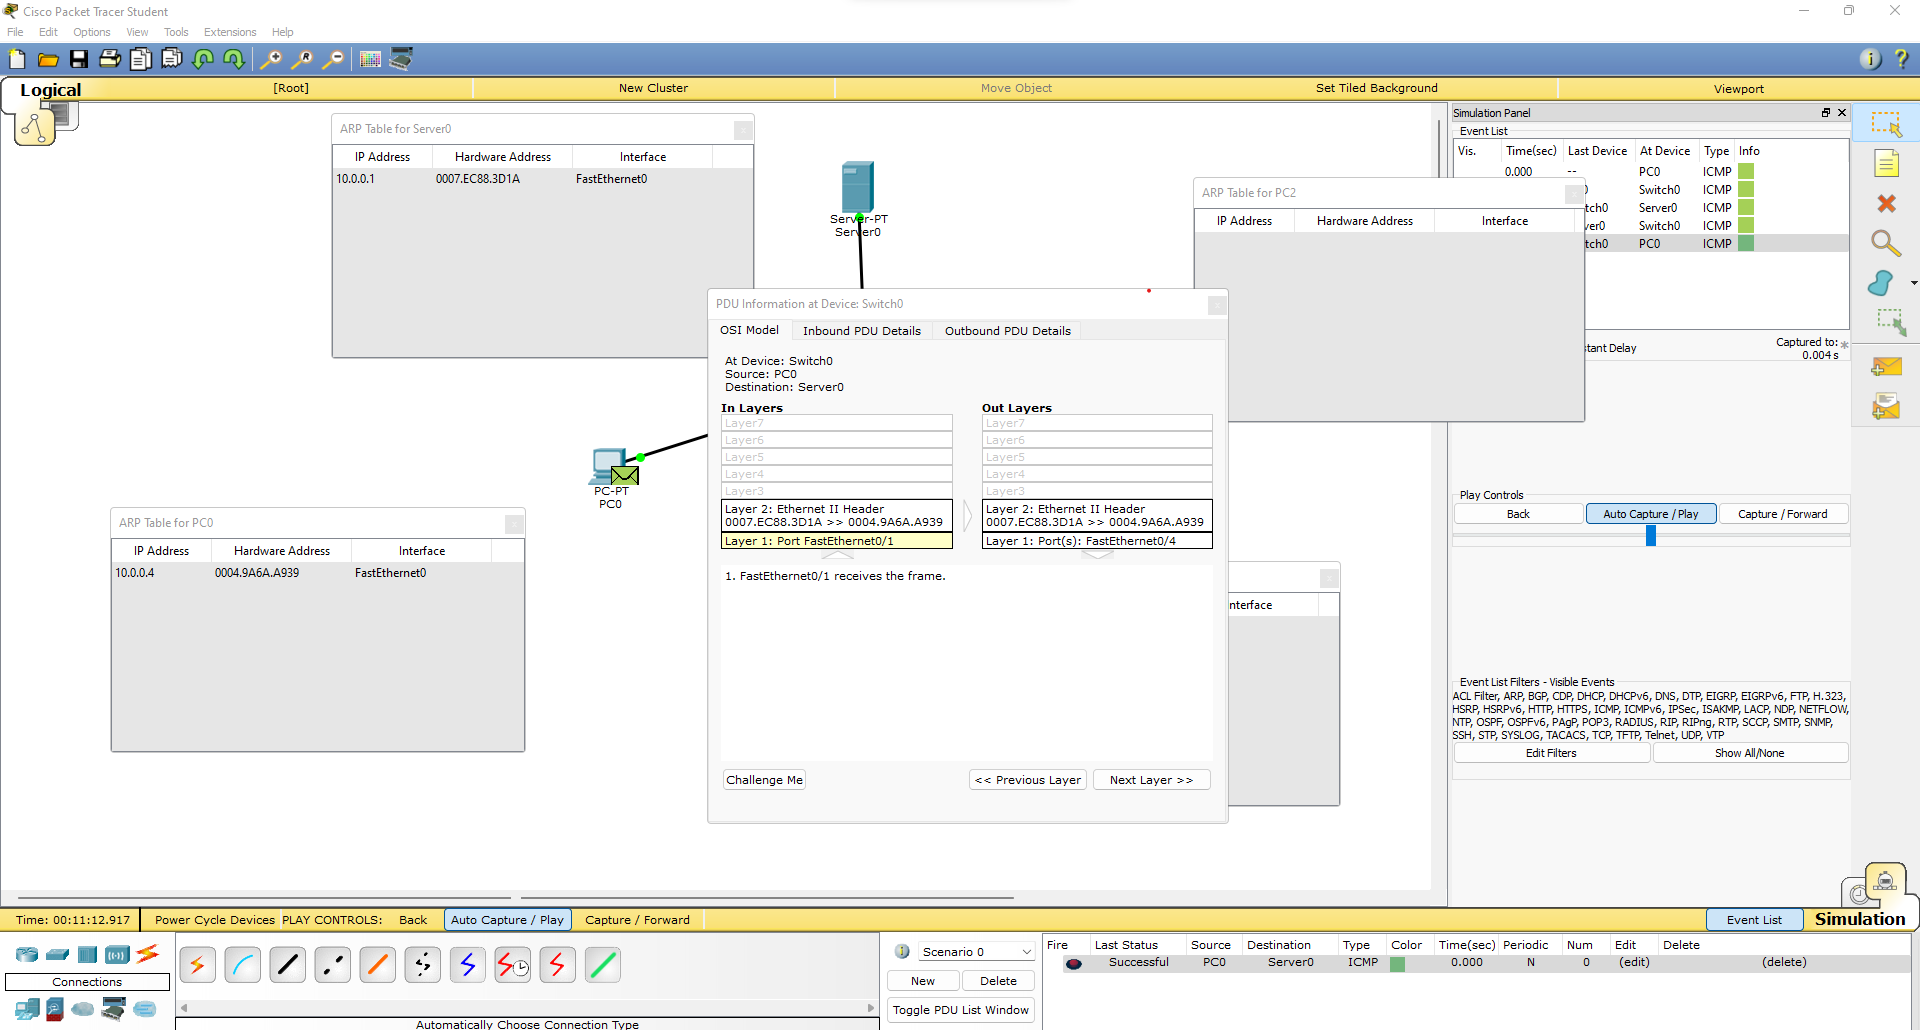 Cisco Packet Tracer Student
File Edit Options View Tools Extensions Help
Logical [Root] New Cluster Move Object Set Tiled Background Viewport
ARP Table for Server0
IP Address Hardware Address Interface
10.0.0.1 0007.EC88.3D1A FastEthernet0
Server-PT
Server0
ARP Table for PC2
IP Address Hardware Address Interface
Simulation Panel
Event List
Vis. Time(sec) Last Device At Device Type Info
0.000 -- PC0 ICMP
Switch0 ICMP
tch0 Server0 ICMP
ver0 Switch0 ICMP
tch0 PC0 ICMP
stant Delay
Captured to: *
0.004 s
PDU Information at Device: Switch0
OSI Model Inbound PDU Details Outbound PDU Details
At Device: Switch0
Source: PC0
Destination: Server0
In Layers Out Layers
Layer7 Layer7
Layer6 Layer6
Layer5 Layer5
Layer4 Layer4
Layer3 Layer3
Layer 2: Ethernet II Header Layer 2: Ethernet II Header
0007.EC88.3D1A >> 0004.9A6A.A939 0007.EC88.3D1A >> 0004.9A6A.A939
Layer 1: Port FastEthernet0/1 Layer 1: Port(s): FastEthernet0/4
1. FastEthernet0/1 receives the frame.
Challenge Me << Previous Layer Next Layer >>
PC-PT
PC0
ARP Table for PC0
IP Address Hardware Address Interface
10.0.0.4 0004.9A6A.A939 FastEthernet0
nterface
Play Controls
Back Auto Capture / Play Capture / Forward
Event List Filters - Visible Events
ACL Filter, ARP, BGP, CDP, DHCP, DHCPv6, DNS, DTP, EIGRP, EIGRPv6, FTP, H.323,
HSRP, HSRPv6, HTTP, HTTPS, ICMP, ICMPv6, IPSec, ISAKMP, LACP, NDP, NETFLOW,
NTP, OSPF, OSPFv6, PAgP, POP3, RADIUS, RIP, RIPng, RTP, SCCP, SMTP, SNMP,
SSH, STP, SYSLOG, TACACS, TCP, TFTP, Telnet, UDP, VTP
Edit Filters Show All/None
Time: 00:11:12.917 Power Cycle Devices PLAY CONTROLS: Back Auto Capture / Play Capture / Forward Event List Simulation
Connections
Automatically Choose Connection Type
Scenario 0
New Delete
Toggle PDU List Window
Fire Last Status Source Destination Type Color Time(sec) Periodic Num Edit Delete
Successful PC0 Server0 ICMP 0.000 N 0 (edit) (delete)